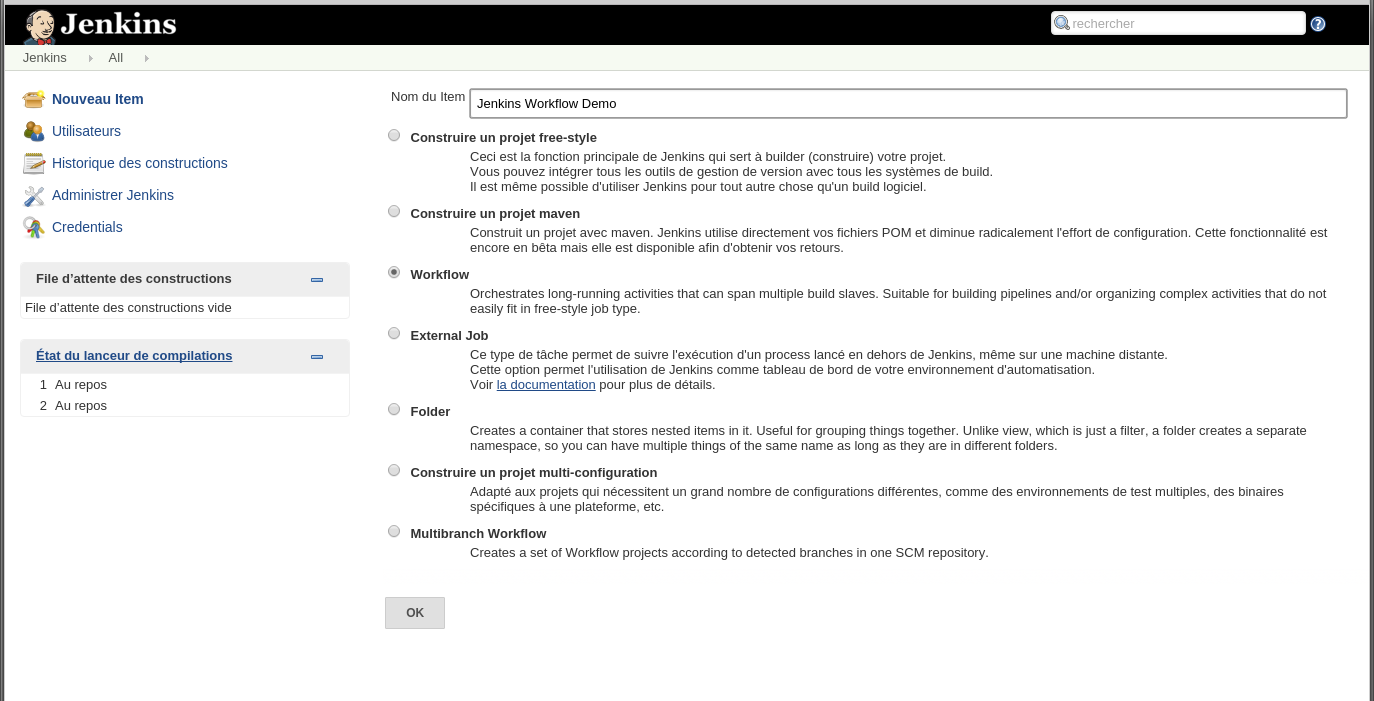 Jenkins
rechercher
?
Jenkins All
Nouveau Item
Utilisateurs
Historique des constructions
Administrer Jenkins
Credentials
File d’attente des constructions
File d’attente des constructions vide
État du lanceur de compilations
1 Au repos
2 Au repos
Nom du Item Jenkins Workflow Demo
Construire un projet free-style
Ceci est la fonction principale de Jenkins qui sert à builder (construire) votre projet.
Vous pouvez intégrer tous les outils de gestion de version avec tous les systèmes de build.
Il est même possible d'utiliser Jenkins pour tout autre chose qu'un build logiciel.
Construire un projet maven
Construit un projet avec maven. Jenkins utilise directement vos fichiers POM et diminue radicalement l'effort de configuration. Cette fonctionnalité est
encore en bêta mais elle est disponible afin d'obtenir vos retours.
Workflow
Orchestrates long-running activities that can span multiple build slaves. Suitable for building pipelines and/or organizing complex activities that do not
easily fit in free-style job type.
External Job
Ce type de tâche permet de suivre l'exécution d'un process lancé en dehors de Jenkins, même sur une machine distante.
Cette option permet l'utilisation de Jenkins comme tableau de bord de votre environnement d'automatisation.
Voir la documentation pour plus de détails.
Folder
Creates a container that stores nested items in it. Useful for grouping things together. Unlike view, which is just a filter, a folder creates a separate
namespace, so you can have multiple things of the same name as long as they are in different folders.
Construire un projet multi-configuration
Adapté aux projets qui nécessitent un grand nombre de configurations différentes, comme des environnements de test multiples, des binaires
spécifiques à une plateforme, etc.
Multibranch Workflow
Creates a set of Workflow projects according to detected branches in one SCM repository.
OK